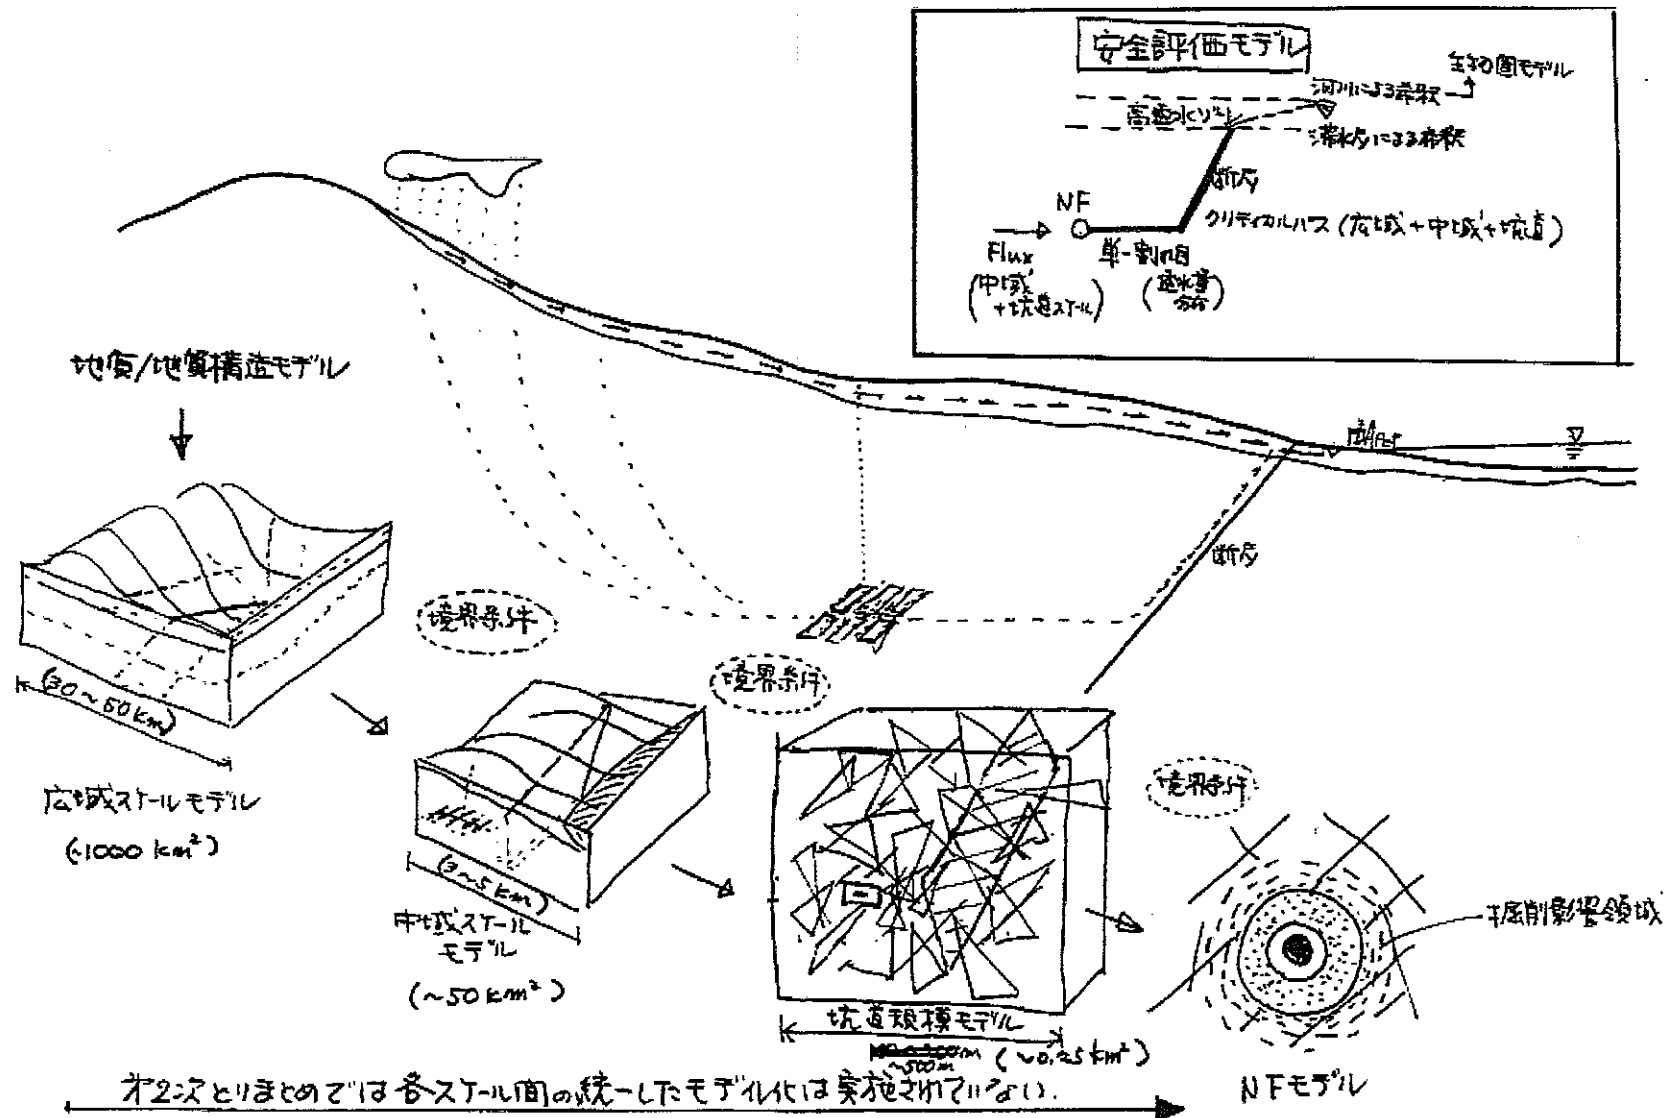 安全評価モデル
生物圏モデル
河川による希釈
高透水ゾーン
滞水層による希釈
断層
NF
クリティカルパス (広域+中域+坑道)
Flux
単一割れ目
(中域
+坑道スケール)
(透水量
分布)
地質/地質構造モデル
断層
境界条件
境界条件
境界条件
(30~50km)
広域スケールモデル
(~1000 km²)
(3~5km)
中域スケール
モデル
(~50km²)
坑道規模モデル
~500m
(~0.25km²)
掘削影響領域
NFモデル
才2次とりまとめでは各スケール間の統一したモデル化は実施されていない.